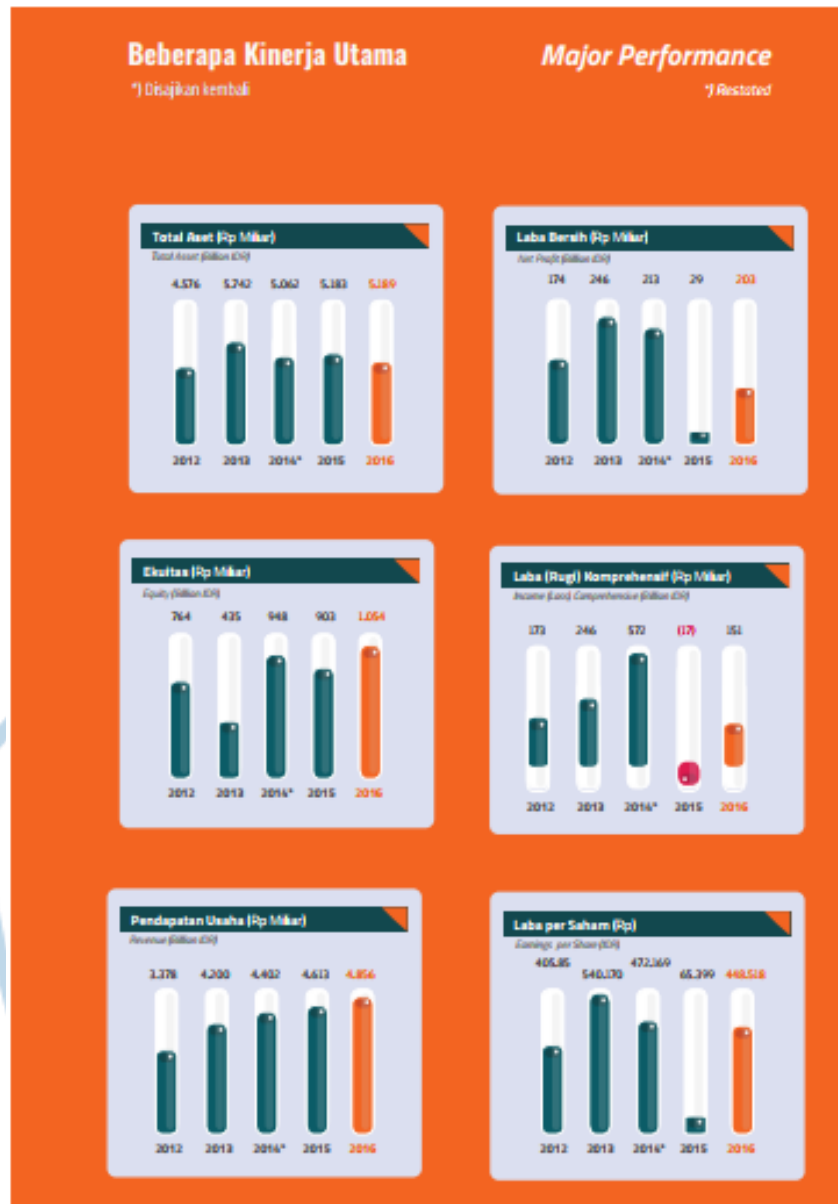 Beberapa Kinerja Utama
*) Disajikan kembali
Major Performance
*) Restated
Total Aset (Rp Miliar)
Total Asset (Billion IDR)
4.576 5.742 5.062 5.183 5.189
2012 2013 2014* 2015 2016
Laba Bersih (Rp Miliar)
Net Profit (Billion IDR)
174 246 213 29 203
2012 2013 2014* 2015 2016
Ekuitas (Rp Miliar)
Equity (Billion IDR)
764 435 948 903 1.054
2012 2013 2014* 2015 2016
Laba (Rugi) Komprehensif (Rp Miliar)
Income (Loss) Comprehensive (Billion IDR)
173 246 572 (17) 151
2012 2013 2014* 2015 2016
Pendapatan Usaha (Rp Miliar)
Revenue (Billion IDR)
3.378 4.200 4.402 4.613 4.856
2012 2013 2014* 2015 2016
Laba per Saham (Rp)
Earnings per Share (IDR)
405.85 540.170 472.169 65.399 448.518
2012 2013 2014* 2015 2016